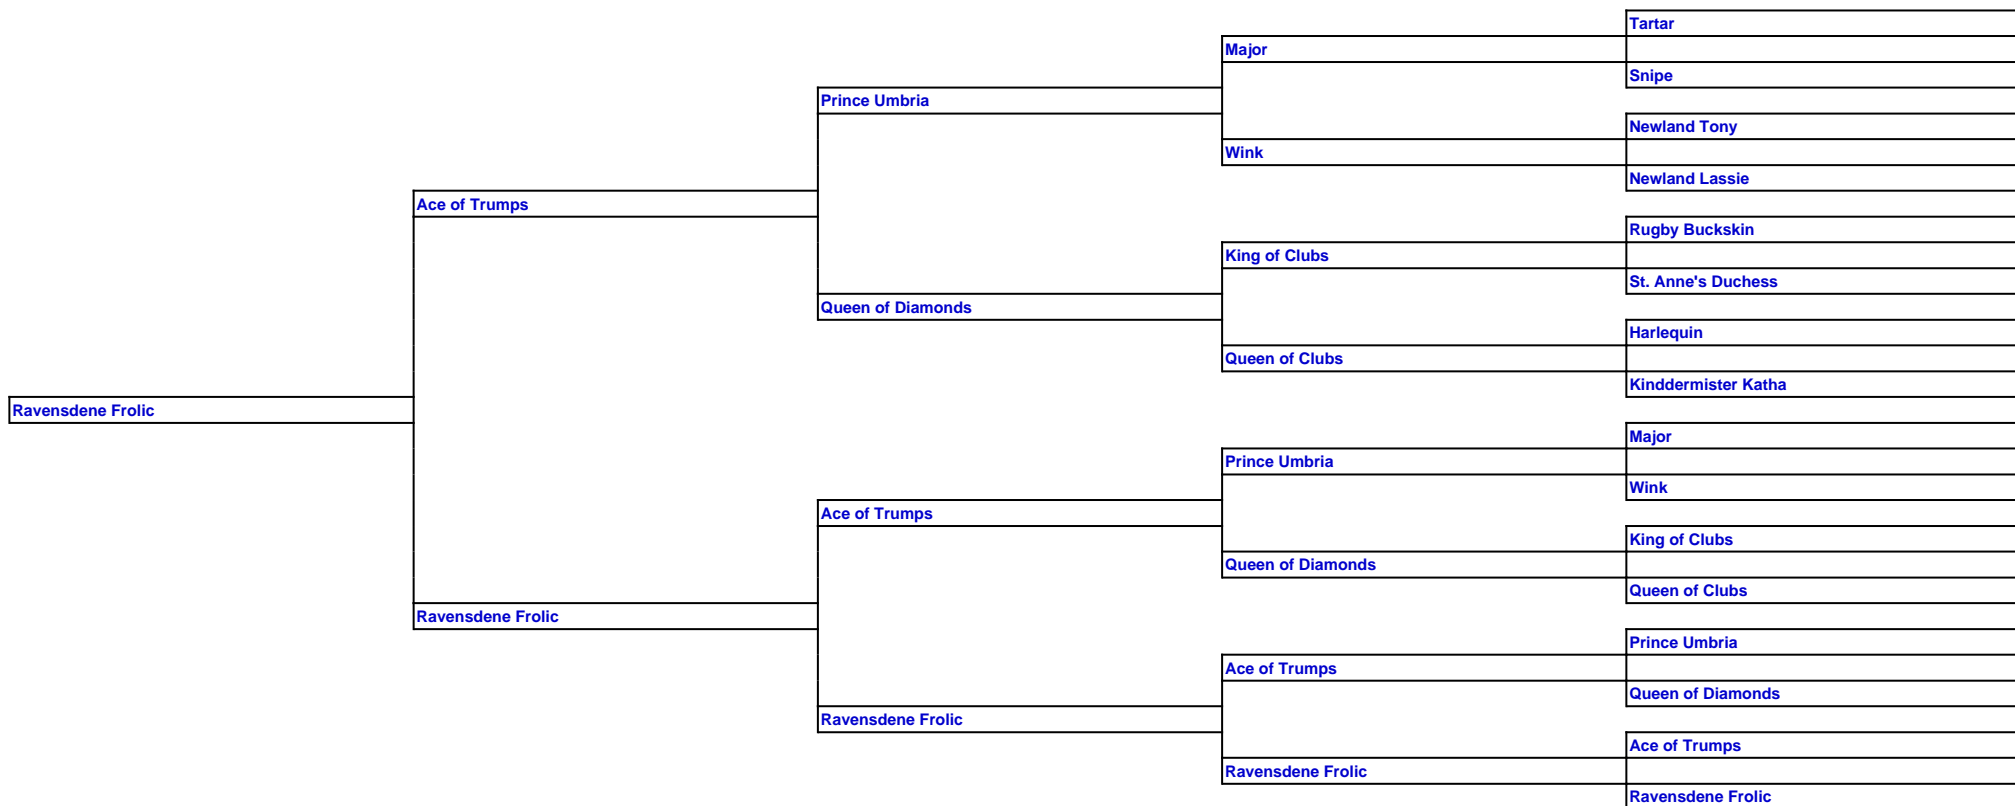 Tartar
Major
Snipe
Prince Umbria
Newland Tony
Wink
Newland Lassie
Ace of Trumps
Rugby Buckskin
King of Clubs
St. Anne's Duchess
Queen of Diamonds
Harlequin
Queen of Clubs
Kinddermister Katha
Ravensdene Frolic
Major
Prince Umbria
Wink
Ace of Trumps
King of Clubs
Queen of Diamonds
Queen of Clubs
Ravensdene Frolic
Prince Umbria
Ace of Trumps
Queen of Diamonds
Ravensdene Frolic
Ace of Trumps
Ravensdene Frolic
Ravensdene Frolic